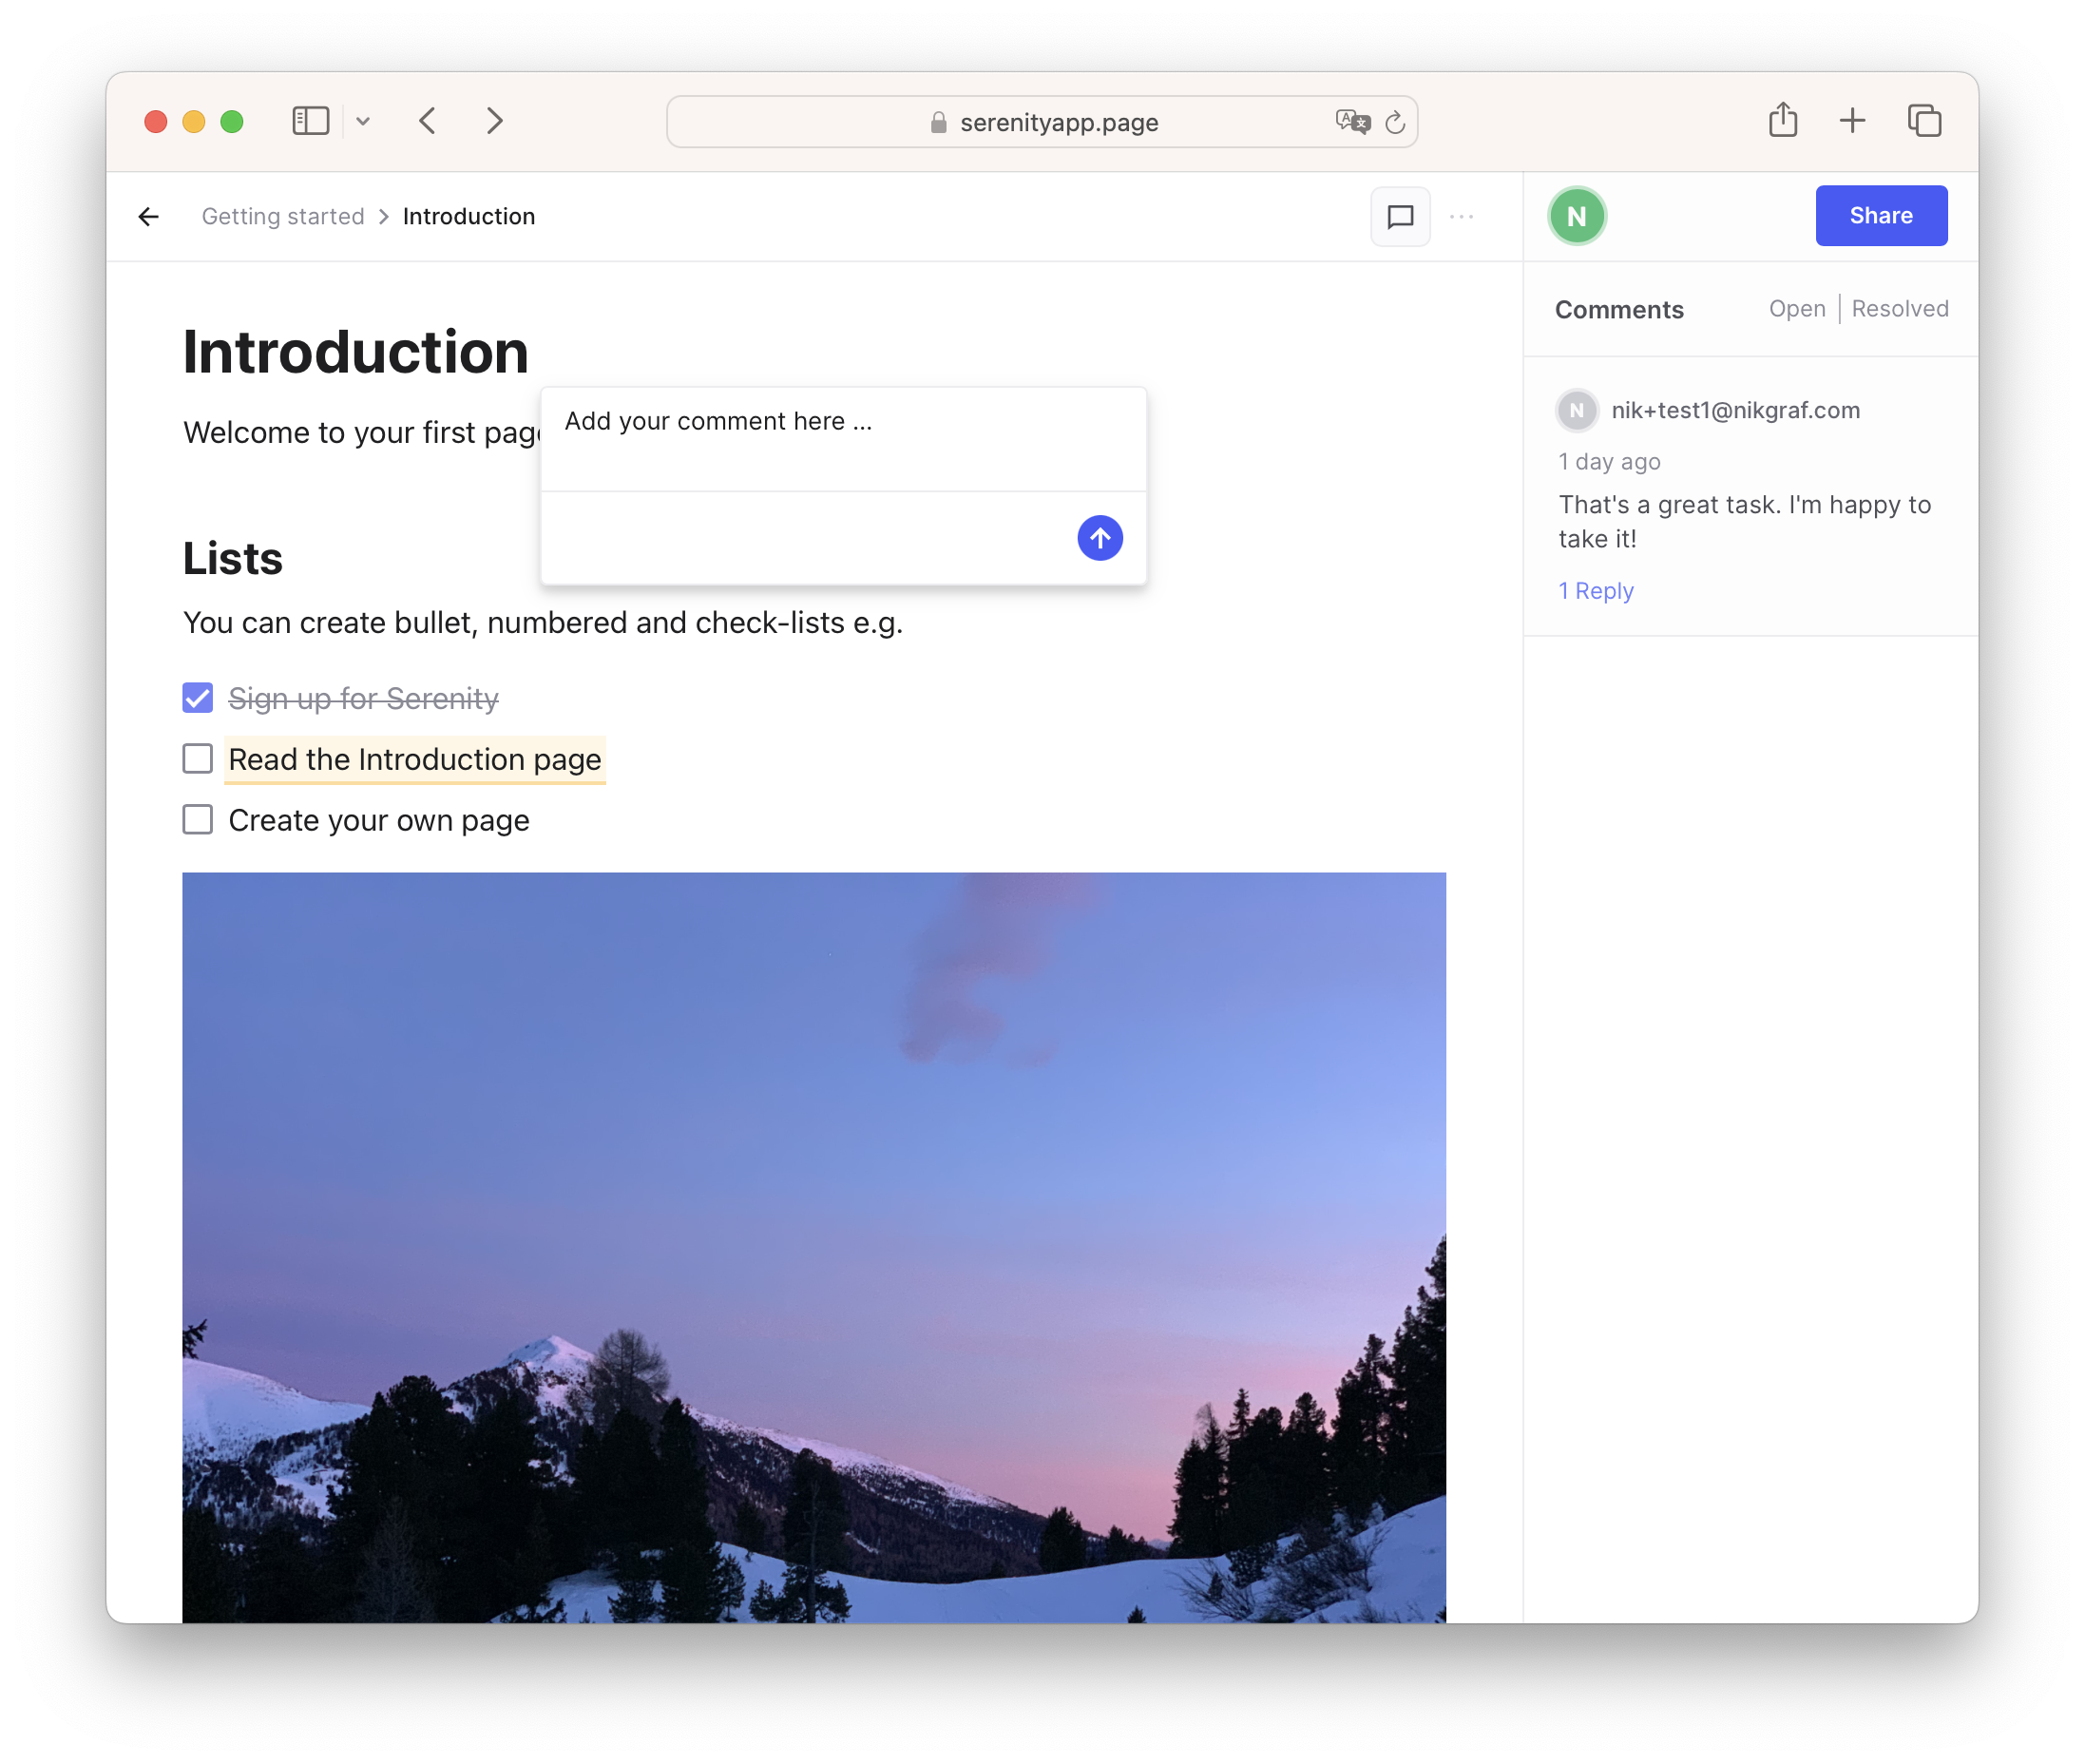 serenityapp.page
Getting started > Introduction
N
Share
Introduction
Welcome to your first
Add your comment here ...
Lists
You can create bullet, numbered and check-lists e.g.
Sign up for Serenity
Read the Introduction page
Create your own page
Comments
Open | Resolved
N nik+test1@nikgraf.com
1 day ago
That's a great task. I'm happy to
take it!
1 Reply